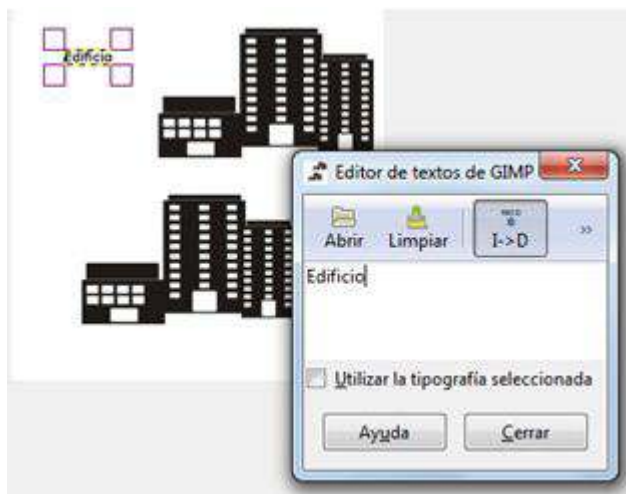 Edificio
Editor de textos de GIMP
Abrir
Limpiar
I->D
»
Edificio
Utilizar la tipografía seleccionada
Ayuda
Cerrar